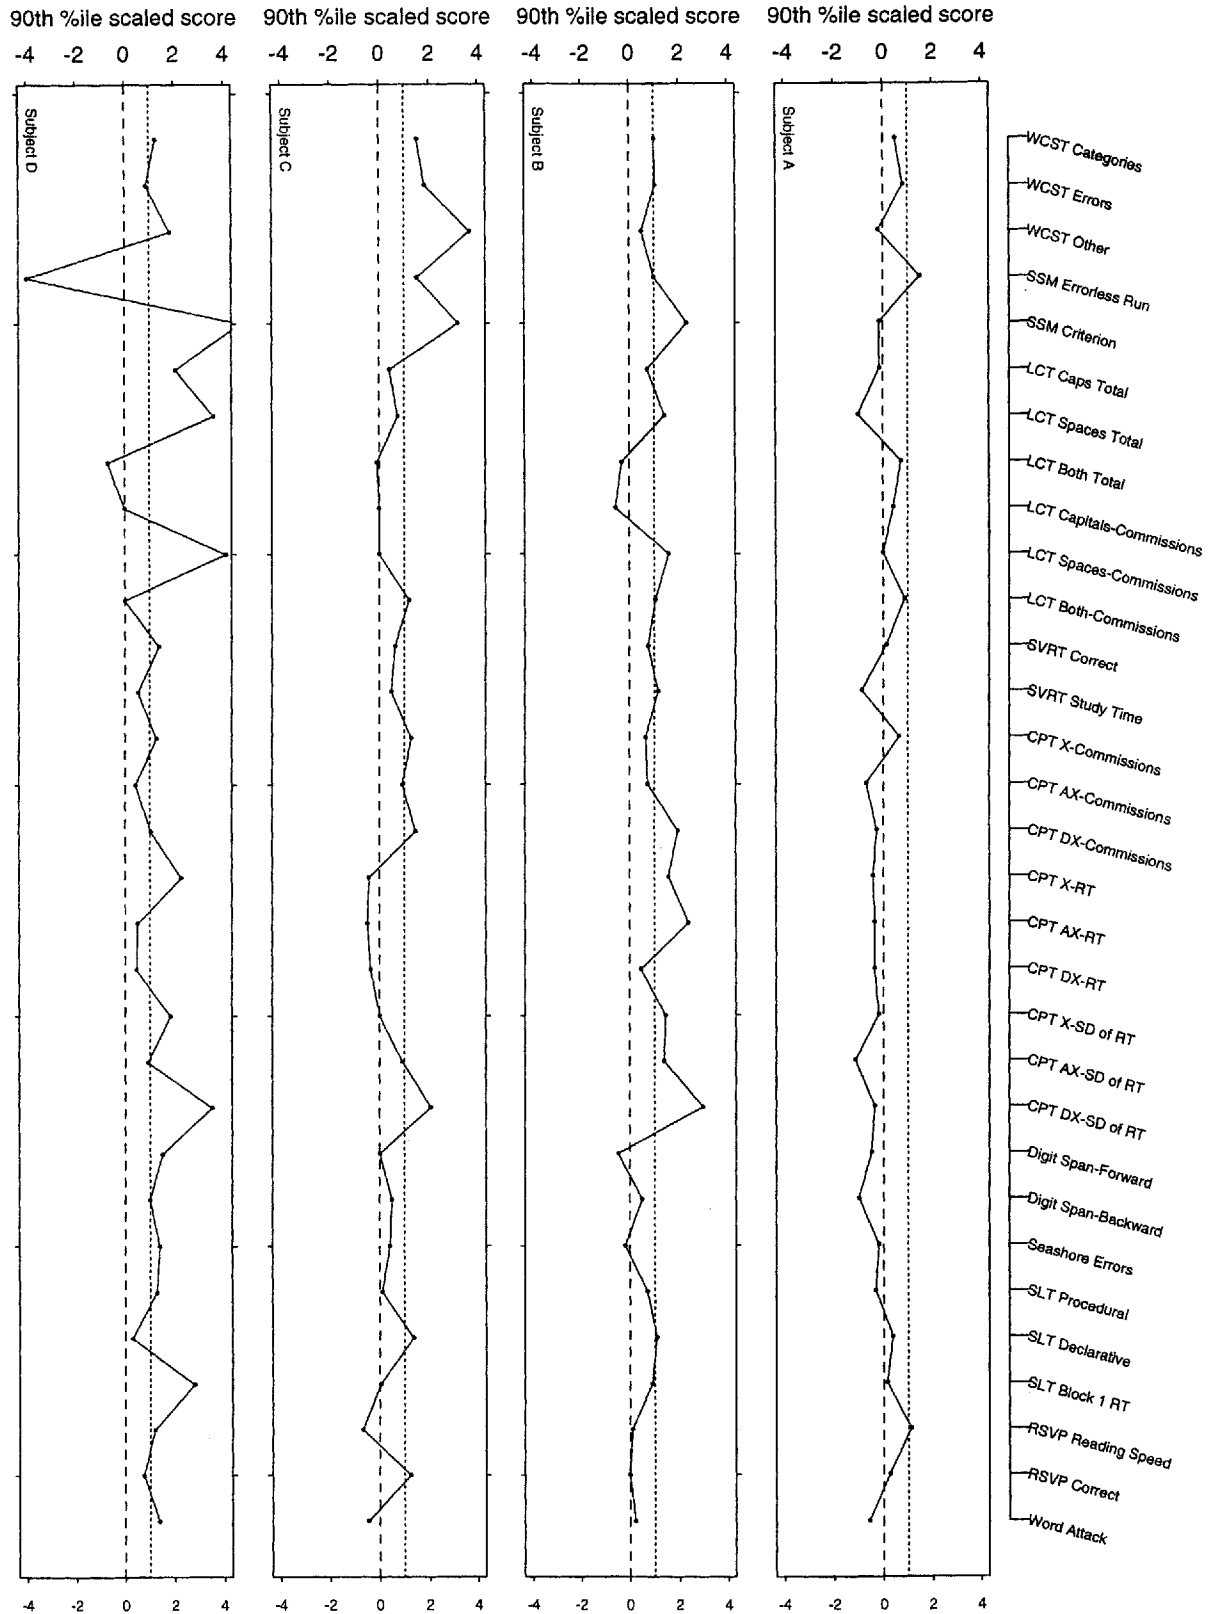 90th %ile scaled score 90th %ile scaled score 90th %ile scaled score 90th %ile scaled score
-4 -2 0 2 4 -4 -2 0 2 4 -4 -2 0 2 4 -4 -2 0 2 4
Subject D
Subject C
Subject B
Subject A
WCST Categories
WCST Errors
WCST Other
SSM Errorless Run
SSM Criterion
LCT Caps Total
LCT Spaces Total
LCT Both Total
LCT Capitals-Commissions
LCT Spaces-Commissions
LCT Both-Commissions
SVRT Correct
SVRT Study Time
CPT X-Commissions
CPT AX-Commissions
CPT DX-Commissions
CPT X-RT
CPT AX-RT
CPT DX-RT
CPT X-SD of RT
CPT AX-SD of RT
CPT DX-SD of RT
Digit Span-Forward
Digit Span-Backward
Seashore Errors
SLT Procedural
SLT Declarative
SLT Block 1 RT
RSVP Reading Speed
RSVP Correct
Word Attack
-4 -2 0 2 4 -4 -2 0 2 4 -4 -2 0 2 4 -4 -2 0 2 4